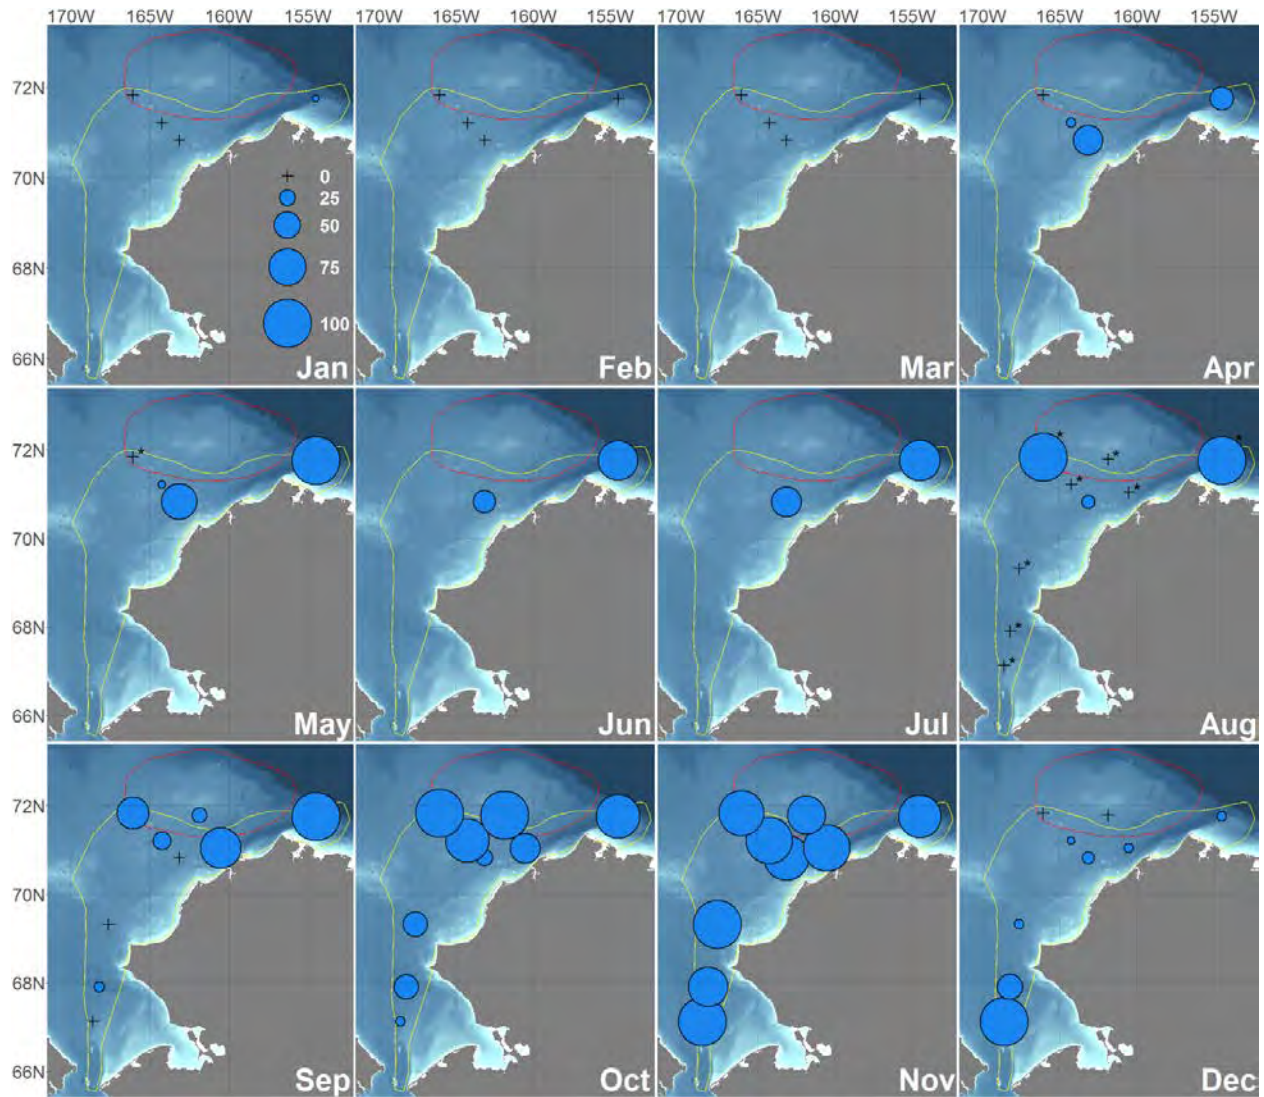 170W 165W 160W 155W 170W 165W 160W 155W 170W 165W 160W 155W 170W 165W 160W 155W
72N
70N
0
25
50
68N
75
100
66N
Jan Feb Mar Apr
72N
* * * *
* *
70N
*
68N
*
*
66N
May Jun Jul Aug
72N
70N
68N
66N
Sep Oct Nov Dec